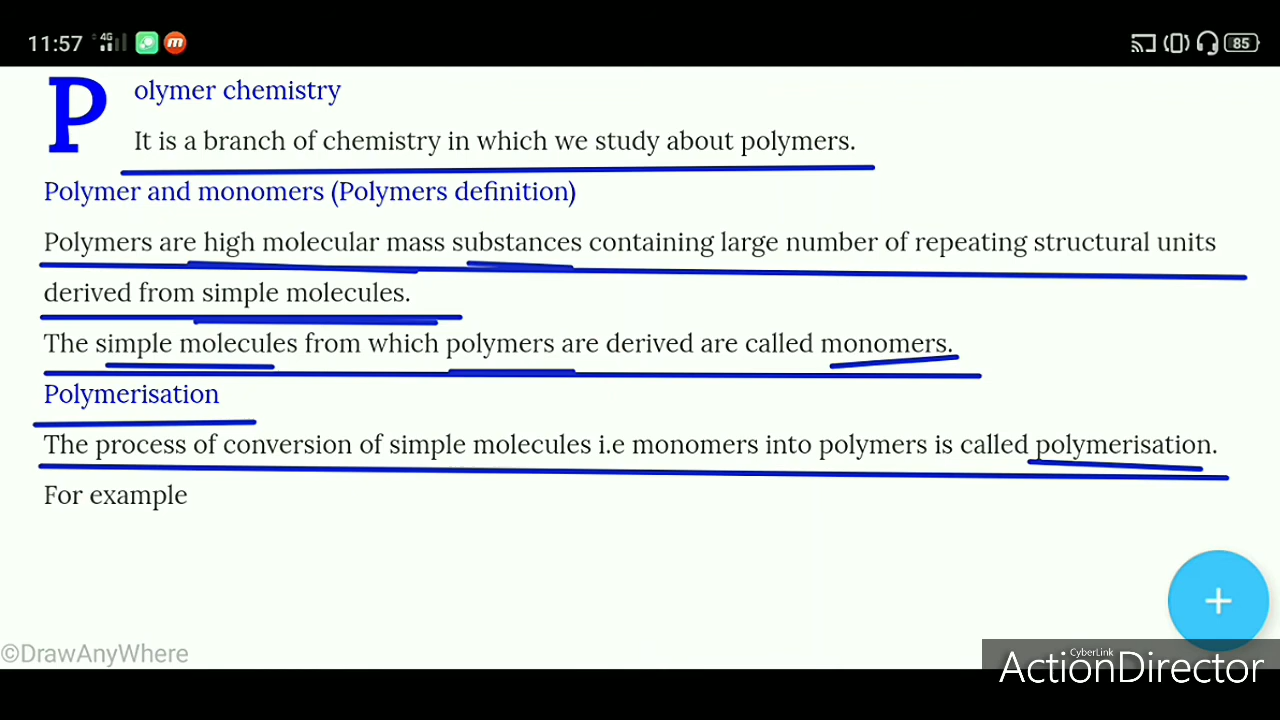 11:57 4G 85
Polymer chemistry
It is a branch of chemistry in which we study about polymers.
Polymer and monomers (Polymers definition)
Polymers are high molecular mass substances containing large number of repeating structural units
derived from simple molecules.
The simple molecules from which polymers are derived are called monomers.
Polymerisation
The process of conversion of simple molecules i.e monomers into polymers is called polymerisation.
For example
+
©DrawAnyWhere
CyberLink
ActionDirector